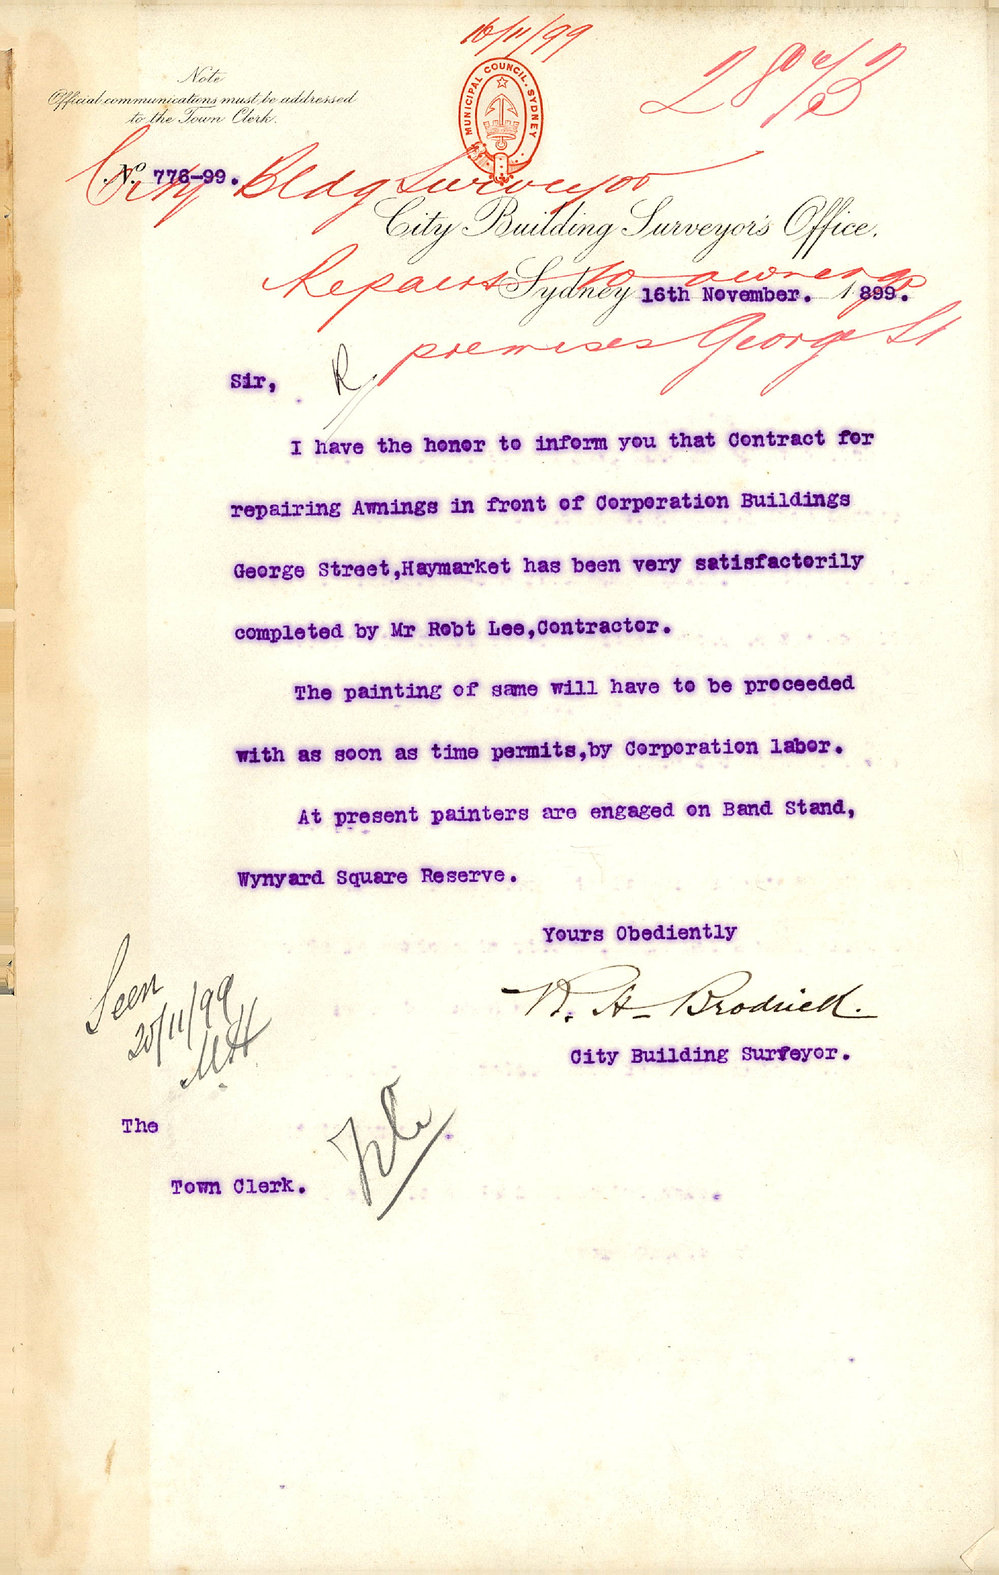 16/11/99
Note
Official communications must be addressed
to the Town Clerk.
MUNICIPAL COUNCIL. SYDNEY
No. 776-99.
City Bldg Surveyor
City Building Surveyor's Office.
Repairs to awnings
Sydney 16th November. 1899.
premises George St
Sir,
I have the honor to inform you that Contract for
repairing Awnings in front of Corporation Buildings
George Street,Haymarket has been very satisfactorily
completed by Mr Robt Lee,Contractor.
The painting of same will have to be proceeded
with as soon as time permits,by Corporation labor.
At present painters are engaged on Band Stand,
Wynyard Square Reserve.
Yours Obediently
City Building Surveyor.
Seen
20/11/99
The
Town Clerk.